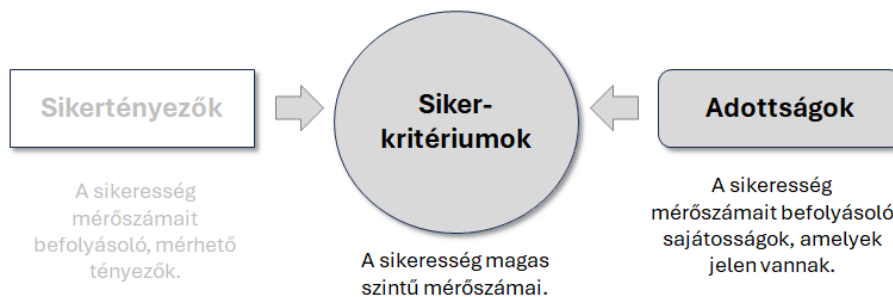 Sikertényezők
A sikeresség
mérőszámait
befolyásoló, mérhető
tényezők.
Siker-
kritériumok
A sikeresség magas
szintű mérőszámai.
Adottságok
A sikeresség
mérőszámait befolyásoló
sajátosságok, amelyek
jelen vannak.